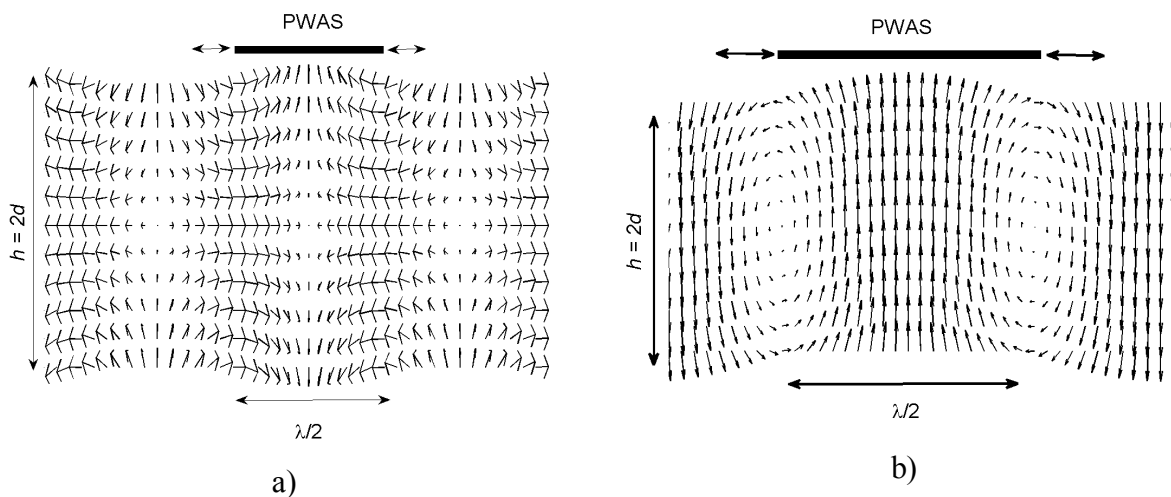 PWAS
h = 2d
λ/2
a)
PWAS
h = 2d
λ/2
b)